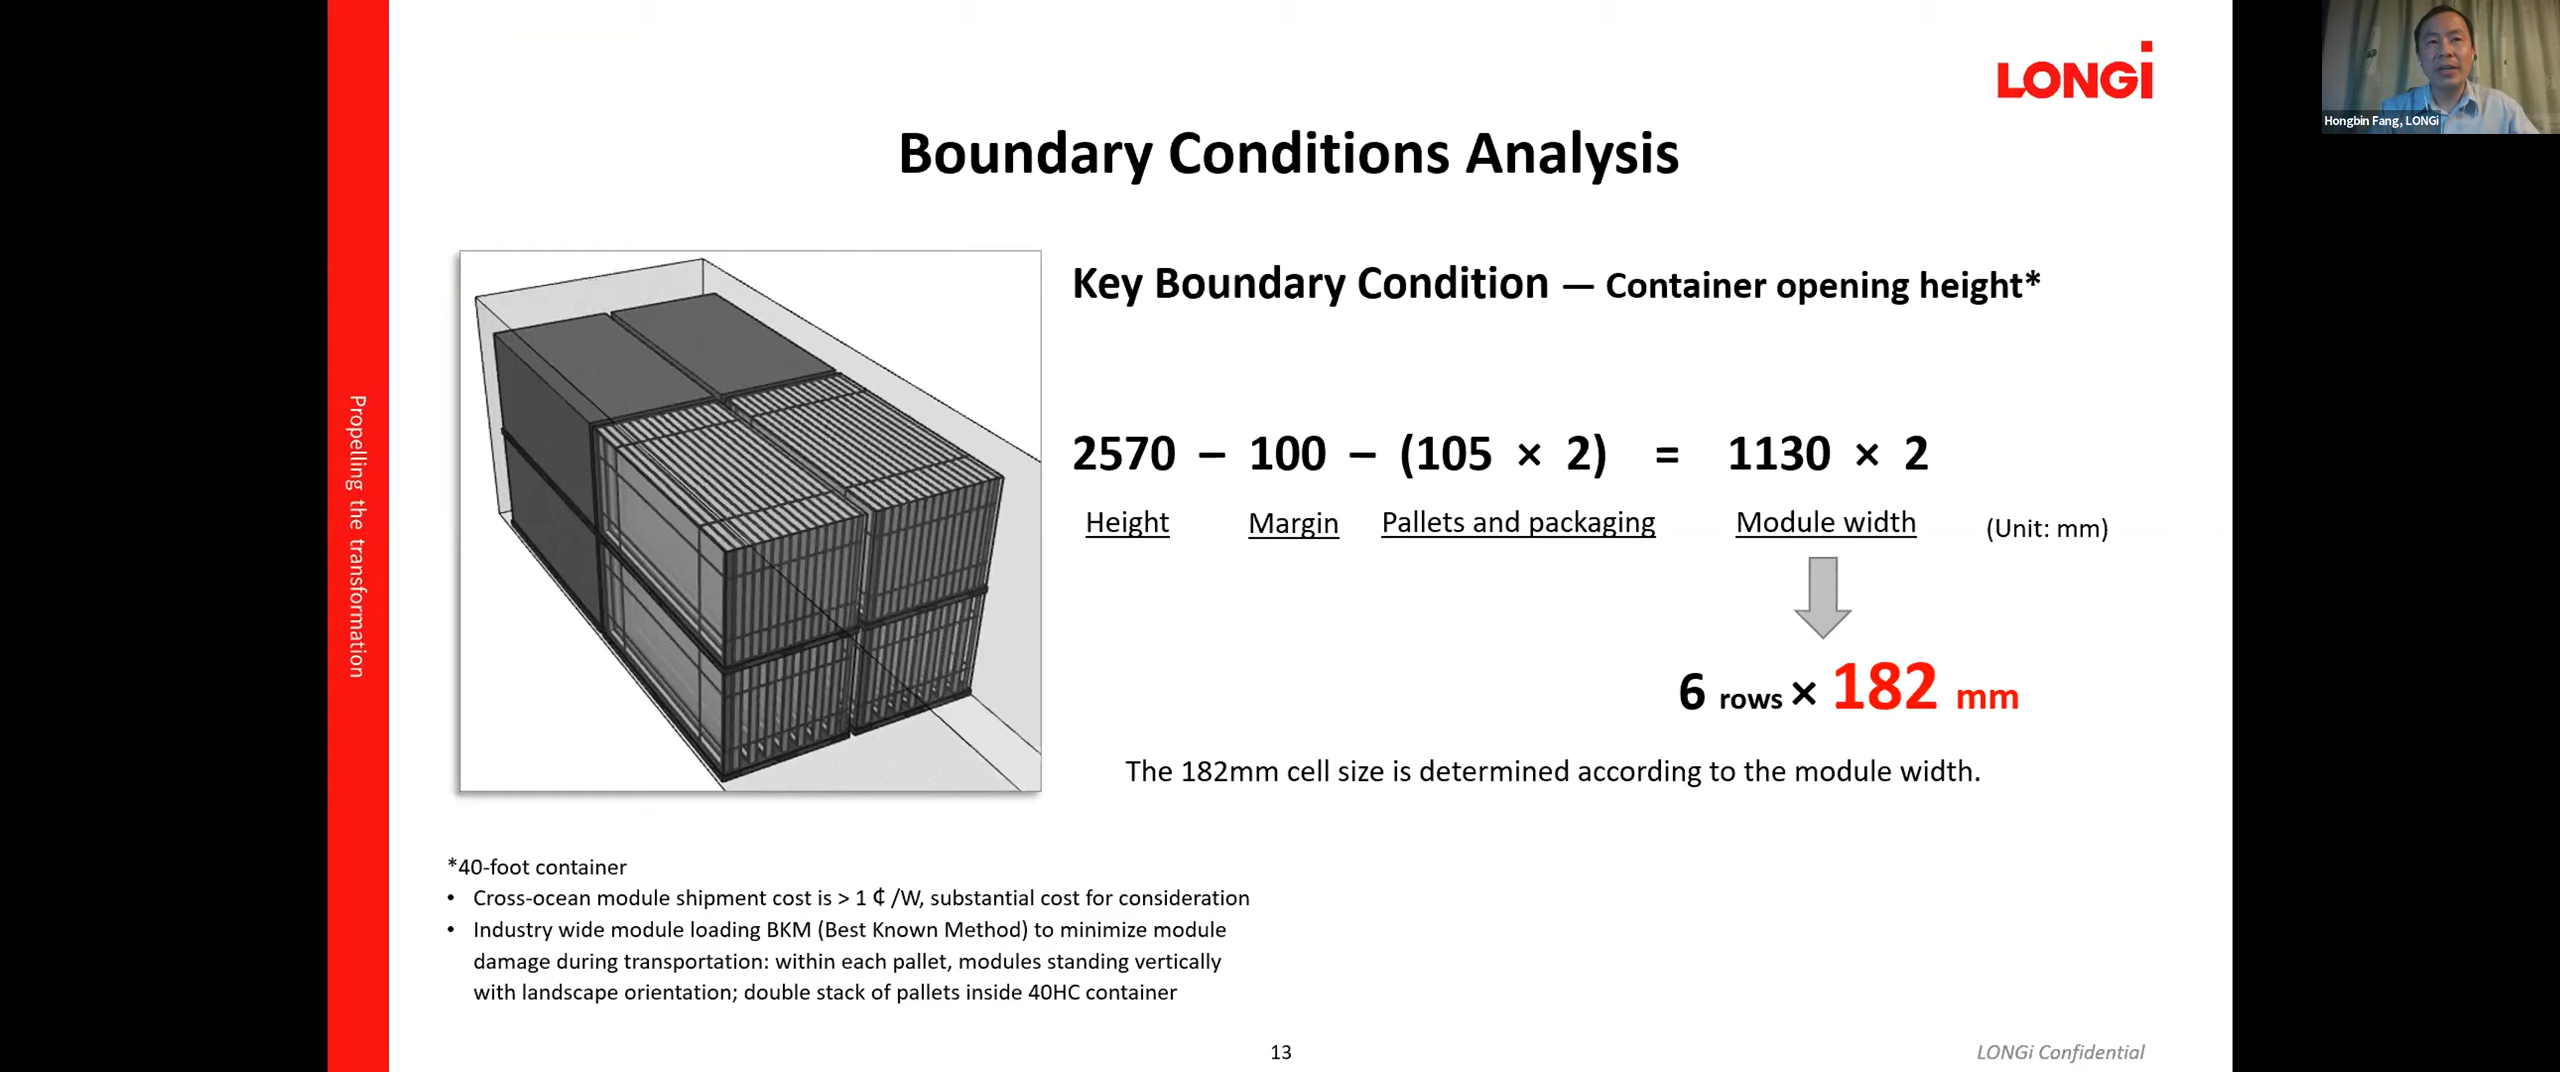 LONGi
Hongbin Fang, LONGi
Propelling the transformation
Boundary Conditions Analysis
Key Boundary Condition — Container opening height*
2570 – 100 – (105 × 2) = 1130 × 2
Height Margin Pallets and packaging Module width (Unit: mm)
6 rows × 182 mm
The 182mm cell size is determined according to the module width.
*40-foot container
• Cross-ocean module shipment cost is > 1 ₵ /W, substantial cost for consideration
• Industry wide module loading BKM (Best Known Method) to minimize module
damage during transportation: within each pallet, modules standing vertically
with landscape orientation; double stack of pallets inside 40HC container
13
LONGi Confidential